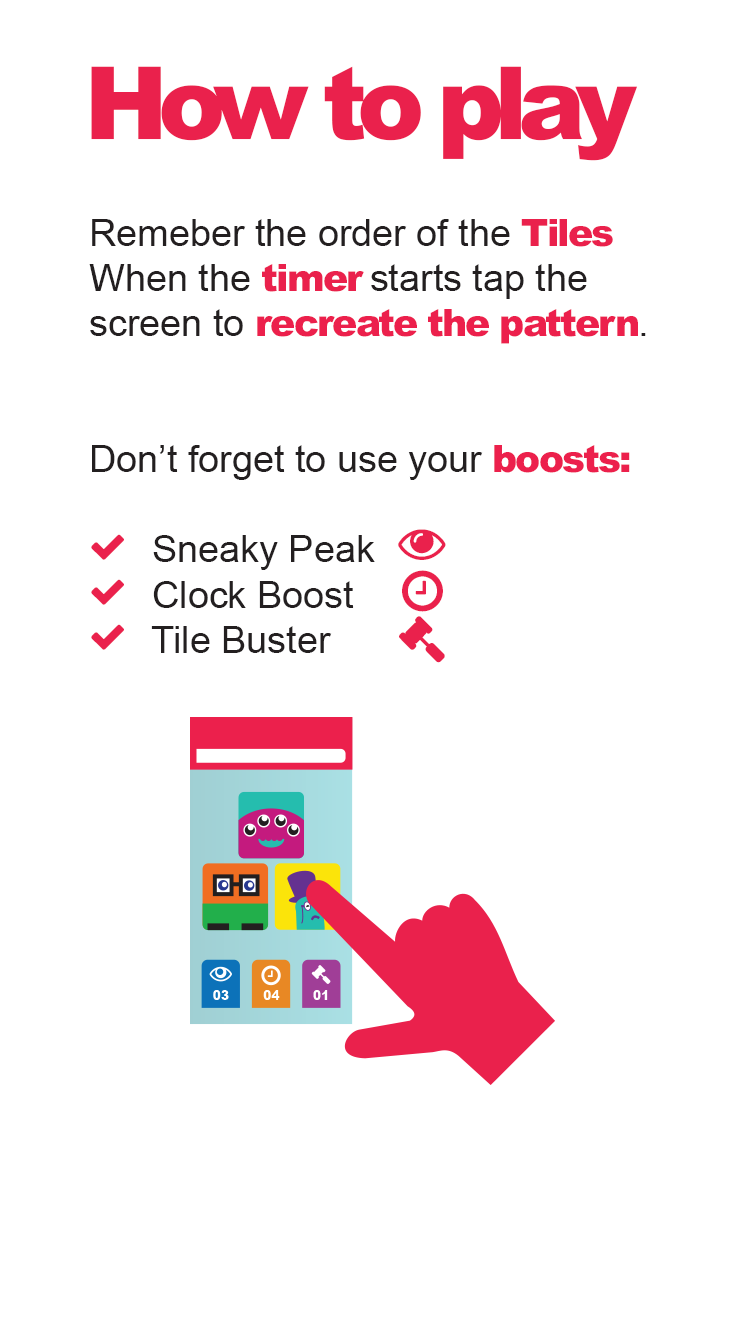 How to play
Remeber the order of the Tiles
When the timer starts tap the
screen to recreate the pattern.
Don’t forget to use your boosts:
Sneaky Peak
Clock Boost
Tile Buster
03 04 01